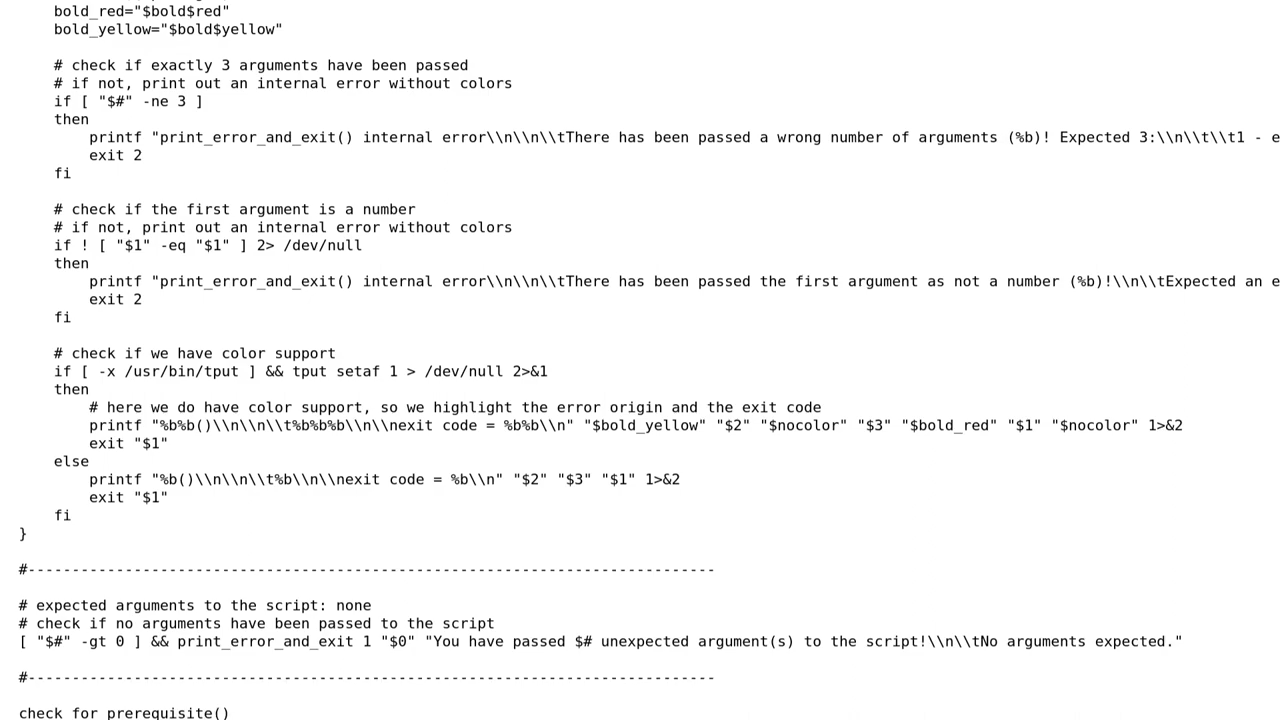 bold_red="$bold$red"
    bold_yellow="$bold$yellow"

    # check if exactly 3 arguments have been passed
    # if not, print out an internal error without colors
    if [ "$#" -ne 3 ]
    then
        printf "print_error_and_exit() internal error\\n\\n\\tThere has been passed a wrong number of arguments (%b)! Expected 3:\\n\\t\\t1 - e
        exit 2
    fi

    # check if the first argument is a number
    # if not, print out an internal error without colors
    if ! [ "$1" -eq "$1" ] 2> /dev/null
    then
        printf "print_error_and_exit() internal error\\n\\n\\tThere has been passed the first argument as not a number (%b)!\\n\\tExpected an e
        exit 2
    fi

    # check if we have color support
    if [ -x /usr/bin/tput ] && tput setaf 1 > /dev/null 2>&1
    then
        # here we do have color support, so we highlight the error origin and the exit code
        printf "%b%b()\\n\\n\\t%b%b%b\\n\\nexit code = %b%b\\n" "$bold_yellow" "$2" "$nocolor" "$3" "$bold_red" "$1" "$nocolor" 1>&2
        exit "$1"
    else
        printf "%b()\\n\\n\\t%b\\n\\nexit code = %b\\n" "$2" "$3" "$1" 1>&2
        exit "$1"
    fi
}

#------------------------------------------------------------------------------

# expected arguments to the script: none
# check if no arguments have been passed to the script
[ "$#" -gt 0 ] && print_error_and_exit 1 "$0" "You have passed $# unexpected argument(s) to the script!\\n\\tNo arguments expected."

#------------------------------------------------------------------------------

check_for_prerequisite()